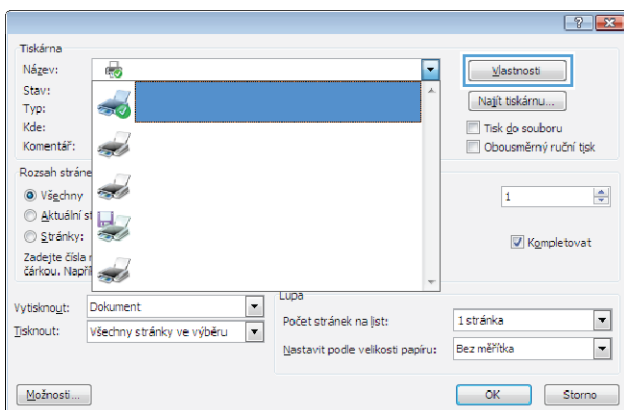 Tiskárna
Název:
Vlastnosti
Stav:
Typ:
Najít tiskárnu...
Kde:
Tisk do souboru
Komentář:
Obousměrný ruční tisk
Rozsah stráne
Všechny
1
Aktuální st
Stránky:
Kompletovat
Zadejte čísla
čárkou. Např
Lupa
Vytisknout: Dokument
Počet stránek na list: 1 stránka
Tisknout: Všechny stránky ve výběru
Nastavit podle velikosti papíru: Bez měřítka
Možnosti...
OK
Storno